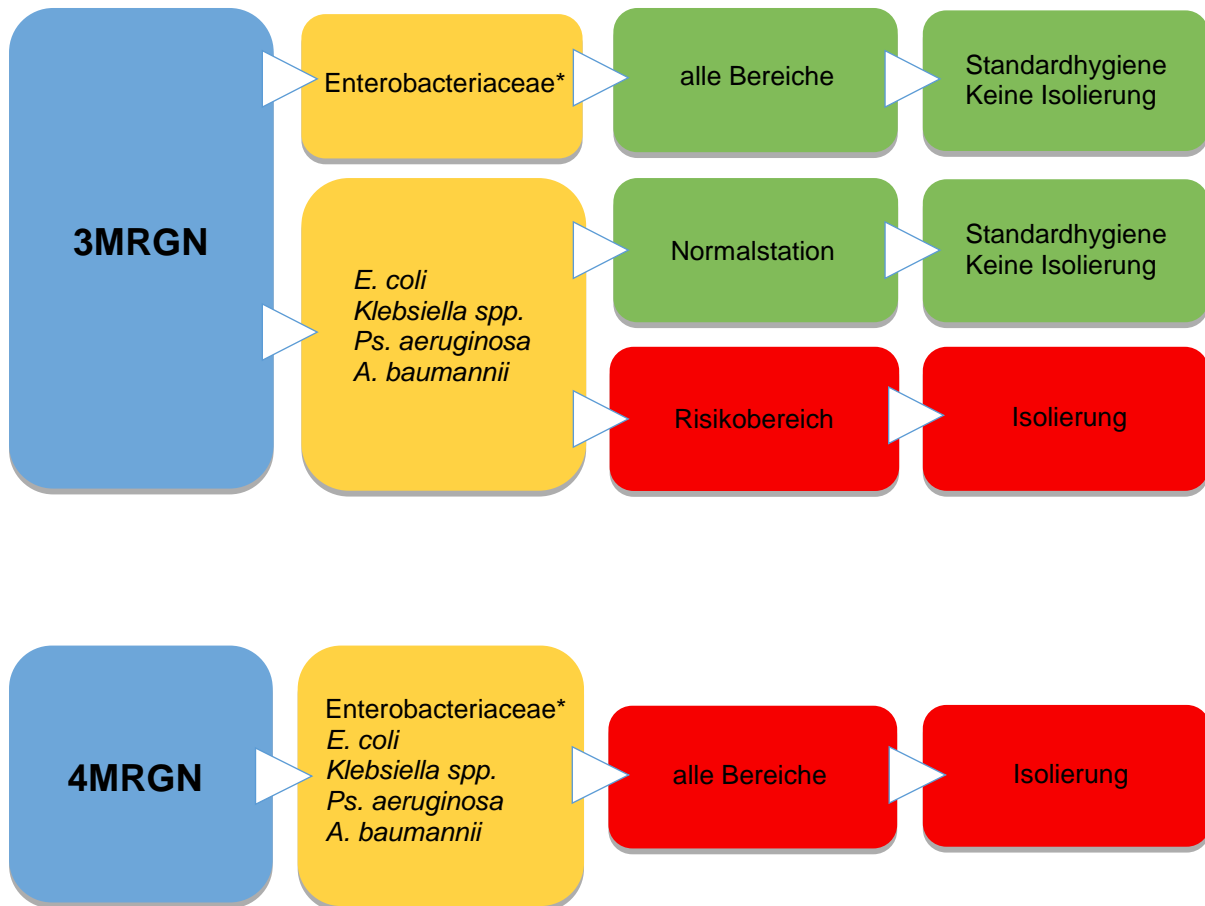 3MRGN
Enterobacteriaceae*
alle Bereiche
Standardhygiene
Keine Isolierung
E. coli
Klebsiella spp.
Ps. aeruginosa
A. baumannii
Normalstation
Standardhygiene
Keine Isolierung
Risikobereich
Isolierung
4MRGN
Enterobacteriaceae*
E. coli
Klebsiella spp.
Ps. aeruginosa
A. baumannii
alle Bereiche
Isolierung